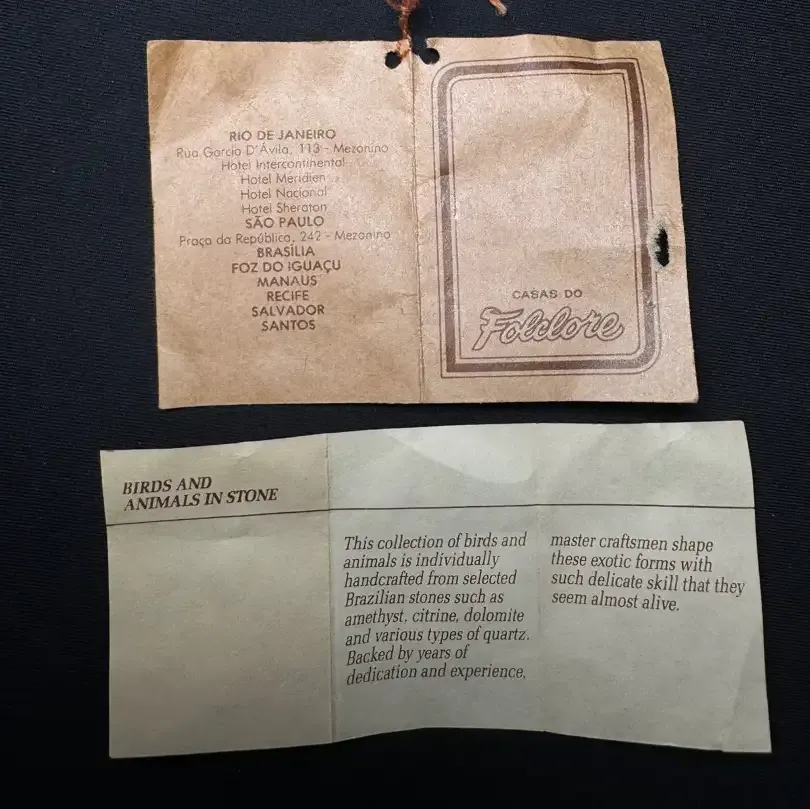 RIO DE JANEIRO
Rua Garcia D'Ávila, 113 - Mezanino
Hotel Intercontinental
Hotel Méridien
Hotel Nacional
Hotel Sheraton
SÃO PAULO
Praça da República, 242 - Mezanino
BRASÍLIA
FOZ DO IGUAÇU
MANAUS
RECIFE
SALVADOR
SANTOS
CASAS DO
Folclore
BIRDS AND
ANIMALS IN STONE
This collection of birds and
animals is individually
handcrafted from selected
Brazilian stones such as
amethyst, citrine, dolomite
and various types of quartz.
Backed by years of
dedication and experience,
master craftsmen shape
these exotic forms with
such delicate skill that they
seem almost alive.